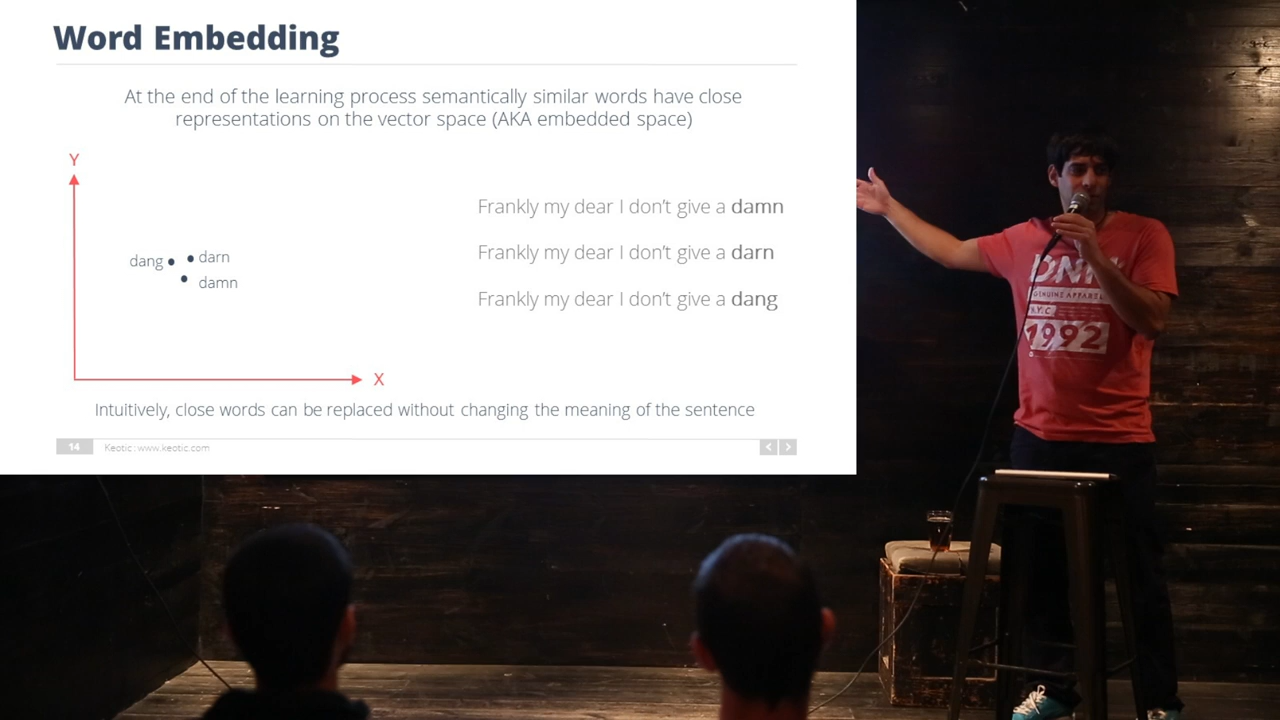 Word Embedding
At the end of the learning process semantically similar words have close
representations on the vector space (AKA embedded space)
Y
Frankly my dear I don't give a damn
Frankly my dear I don't give a darn
dang
darn
damn
Frankly my dear I don't give a dang
X
Intuitively, close words can be replaced without changing the meaning of the sentence
14
Keotic : www.keotic.com
GENUINE APPAREL
N.Y.C
1992